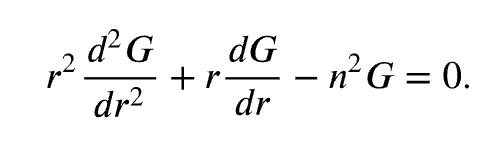 r² d²G/dr² + r dG/dr − n²G = 0.